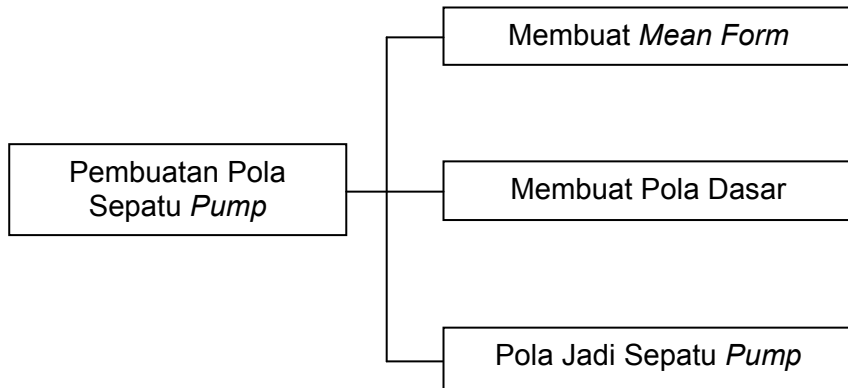 Membuat Mean Form
Pembuatan Pola
Sepatu Pump
Membuat Pola Dasar
Pola Jadi Sepatu Pump